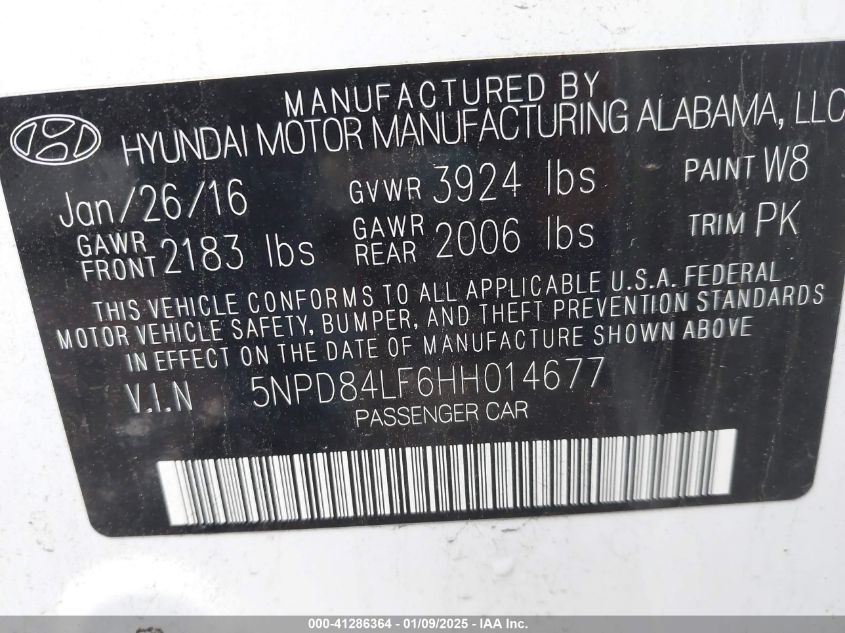 MANUFACTURED BY
HYUNDAI MOTOR MANUFACTURING ALABAMA, LLC
Jan/26/16 GVWR 3924 lbs PAINT W8
GAWR FRONT 2183 lbs GAWR REAR 2006 lbs TRIM PK
THIS VEHICLE CONFORMS TO ALL APPLICABLE U.S.A. FEDERAL
MOTOR VEHICLE SAFETY, BUMPER, AND THEFT PREVENTION STANDARDS
IN EFFECT ON THE DATE OF MANUFACTURE SHOWN ABOVE
V.I.N 5NPD84LF6HH014677
PASSENGER CAR
000-41286364 - 01/09/2025 - IAA Inc.